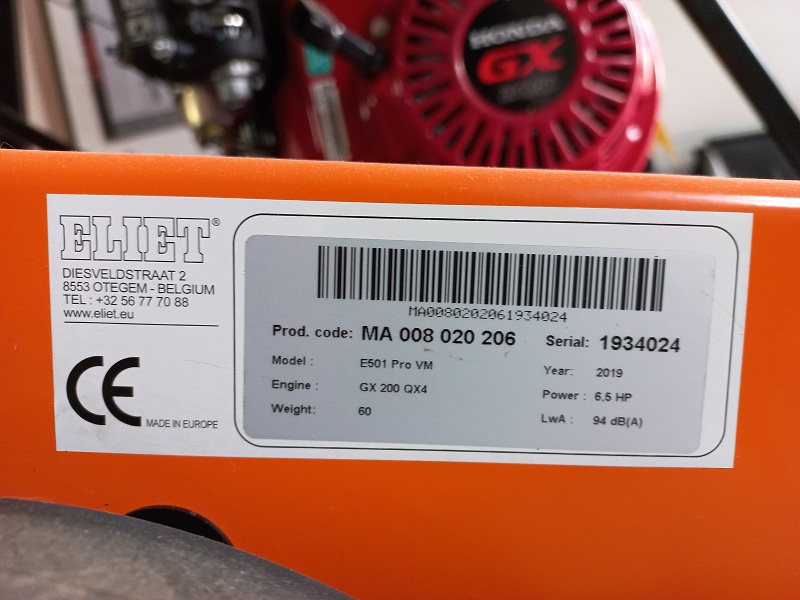 HONDA
GX
ELIET®
DIESVELDSTRAAT 2
8553 OTEGEM - BELGIUM
TEL : +32 56 77 70 88
www.eliet.eu
CE
MADE IN EUROPE
MA0080202061934024
Prod. code: MA 008 020 206 Serial: 1934024
Model : E501 Pro VM Year: 2019
Engine : GX 200 QX4 Power : 6,5 HP
Weight: 60 LwA : 94 dB(A)